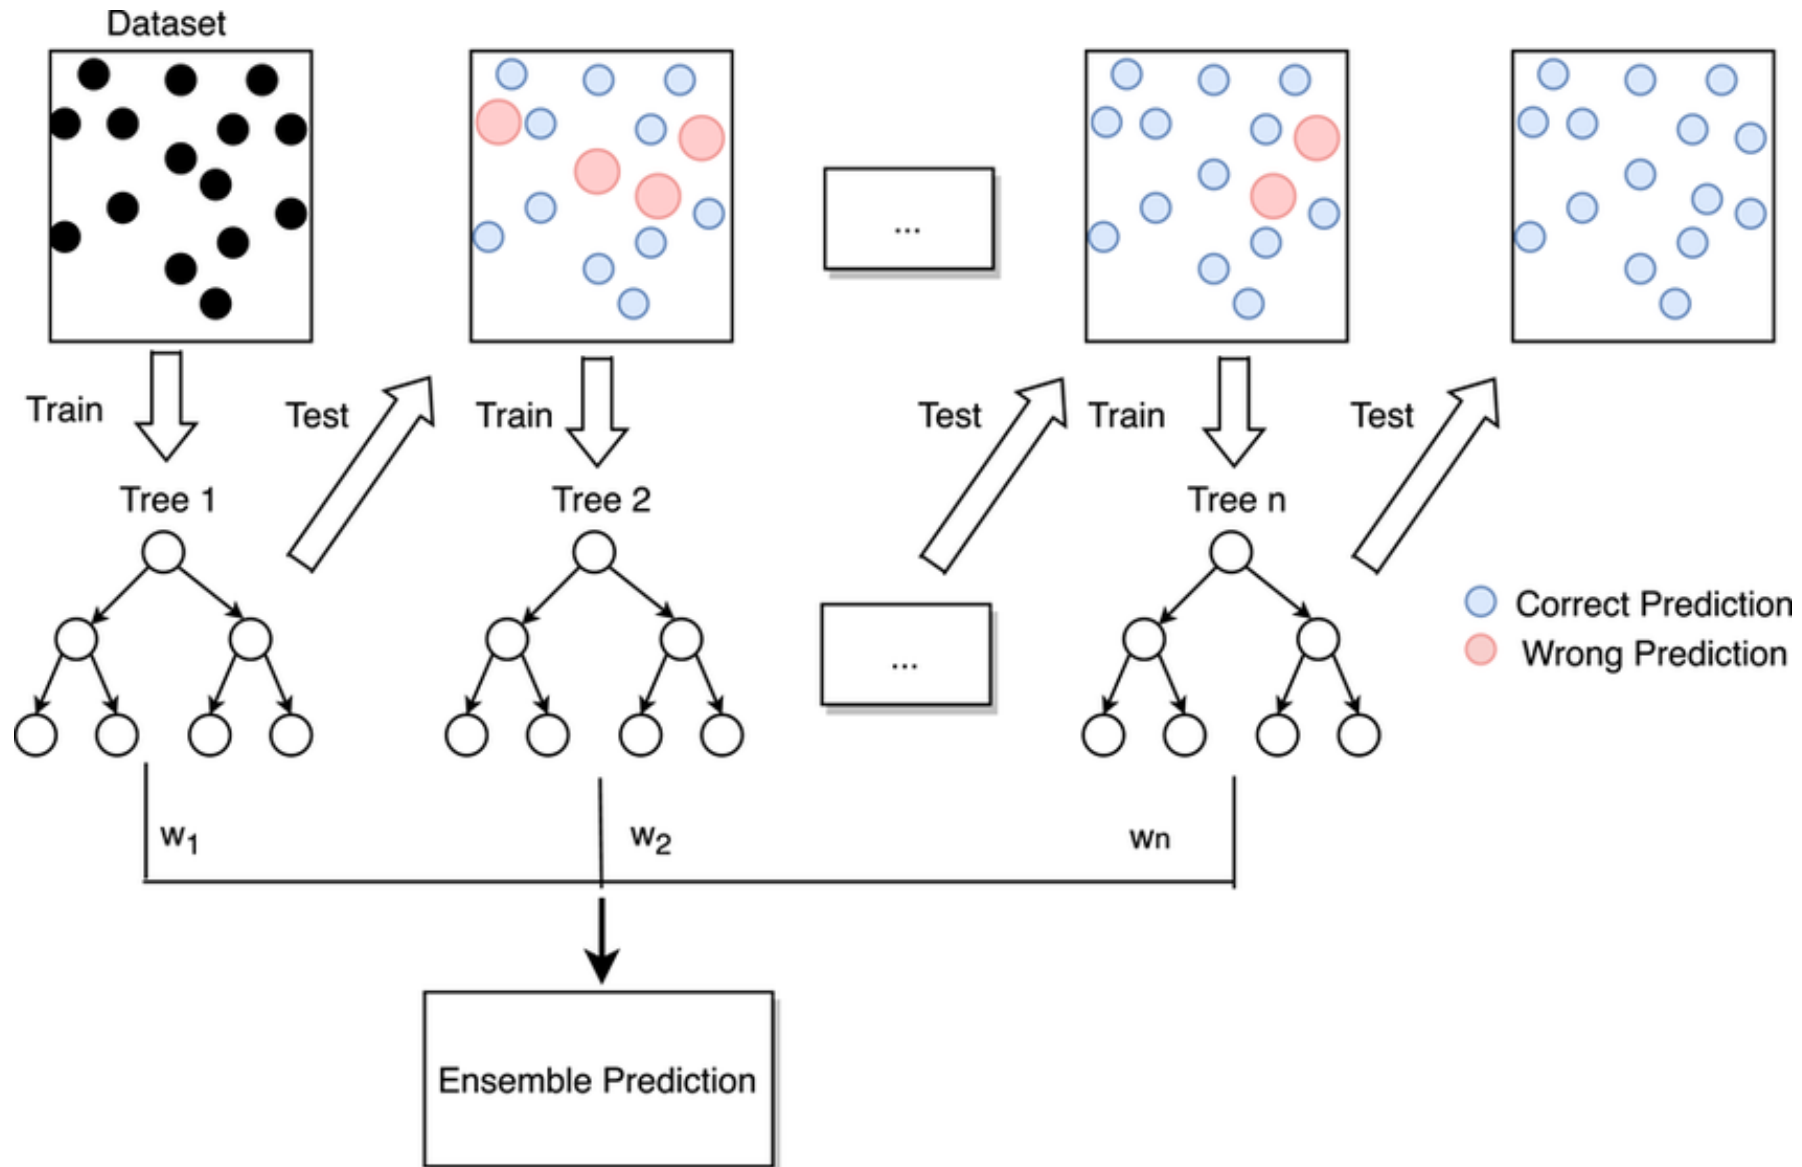 Dataset
...
Train
Test
Train
Test
Train
Test
Tree 1
Tree 2
Tree n
...
Correct Prediction
Wrong Prediction
w1
w2
wn
Ensemble Prediction